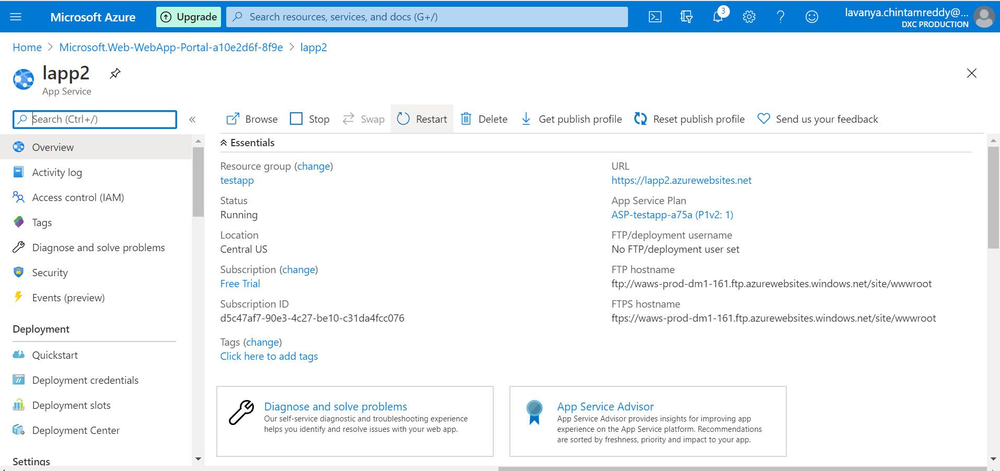 Microsoft Azure
Upgrade
Search resources, services, and docs (G+/)
3
lavanya.chintamreddy@...
DXC PRODUCTION
Home > Microsoft.Web-WebApp-Portal-a10e2d6f-8f9e > lapp2
lapp2
App Service
Search (Ctrl+/)
«
Browse
Stop
Swap
Restart
Delete
Get publish profile
Reset publish profile
Send us your feedback
Overview
Activity log
Access control (IAM)
Tags
Diagnose and solve problems
Security
Events (preview)
Deployment
Quickstart
Deployment credentials
Deployment slots
Deployment Center
Settings
Essentials
Resource group (change)
testapp
Status
Running
Location
Central US
Subscription (change)
Free Trial
Subscription ID
d5c47af7-90e3-4c27-be10-c31da4fcc076
Tags (change)
Click here to add tags
URL
https://lapp2.azurewebsites.net
App Service Plan
ASP-testapp-a75a (P1v2: 1)
FTP/deployment username
No FTP/deployment user set
FTP hostname
ftp://waws-prod-dm1-161.ftp.azurewebsites.windows.net/site/wwwroot
FTPS hostname
ftps://waws-prod-dm1-161.ftp.azurewebsites.windows.net/site/wwwroot
Diagnose and solve problems
Our self-service diagnostic and troubleshooting experience
helps you identify and resolve issues with your web app.
App Service Advisor
App Service Advisor provides insights for improving app
experience on the App Service platform. Recommendations
are sorted by freshness, priority and impact to your app.